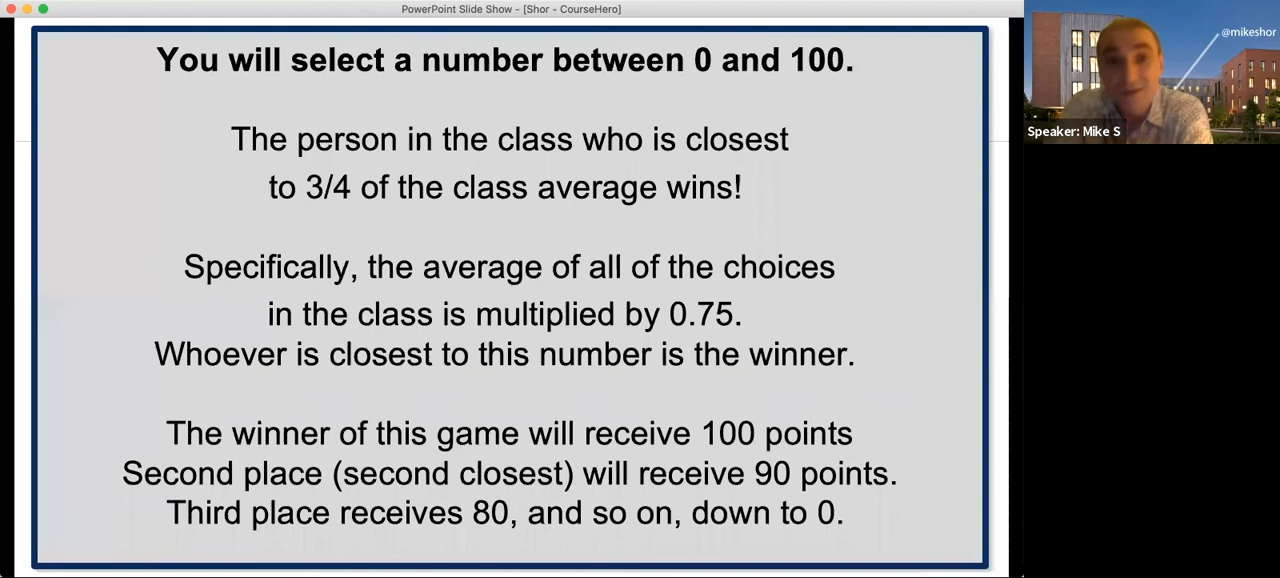 PowerPoint Slide Show - [Shor - CourseHero]
You will select a number between 0 and 100.
The person in the class who is closest
to 3/4 of the class average wins!
Specifically, the average of all of the choices
in the class is multiplied by 0.75.
Whoever is closest to this number is the winner.
The winner of this game will receive 100 points
Second place (second closest) will receive 90 points.
Third place receives 80, and so on, down to 0.
@mikeshor
Speaker: Mike S